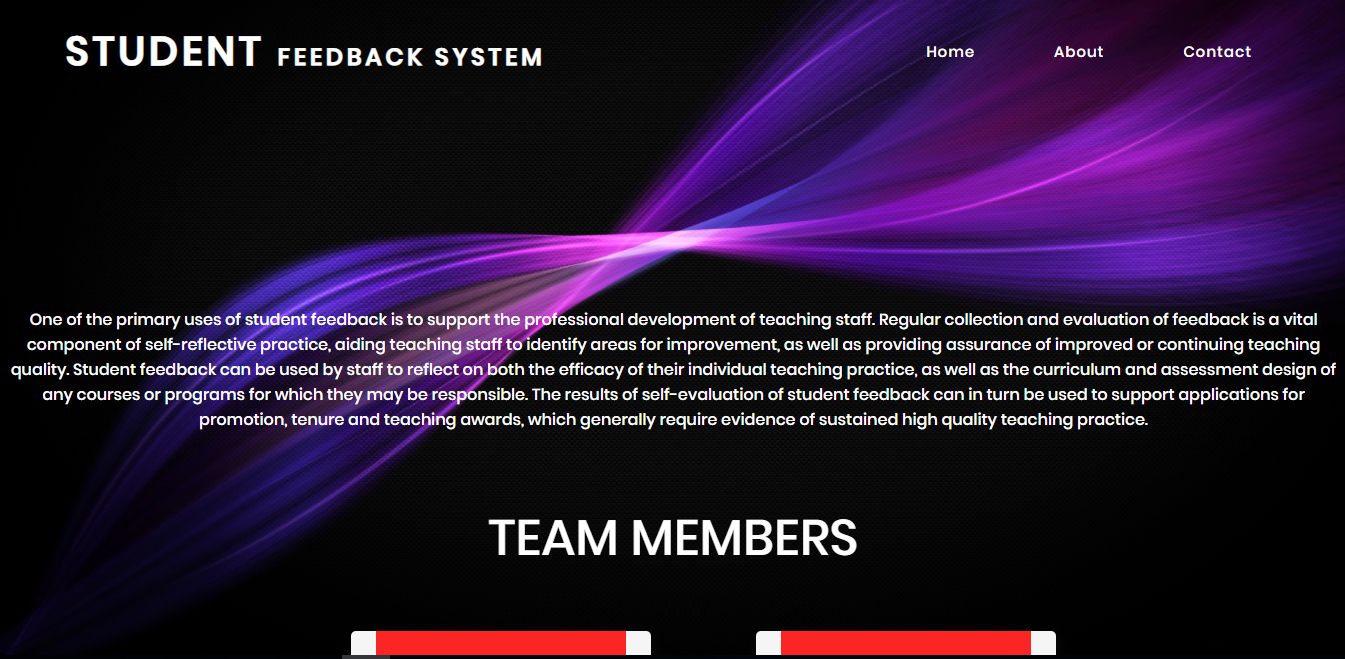 STUDENT FEEDBACK SYSTEM
Home About Contact
One of the primary uses of student feedback is to support the professional development of teaching staff. Regular collection and evaluation of feedback is a vital
component of self-reflective practice, aiding teaching staff to identify areas for improvement, as well as providing assurance of improved or continuing teaching
quality. Student feedback can be used by staff to reflect on both the efficacy of their individual teaching practice, as well as the curriculum and assessment design of
any courses or programs for which they may be responsible. The results of self-evaluation of student feedback can in turn be used to support applications for
promotion, tenure and teaching awards, which generally require evidence of sustained high quality teaching practice.
TEAM MEMBERS